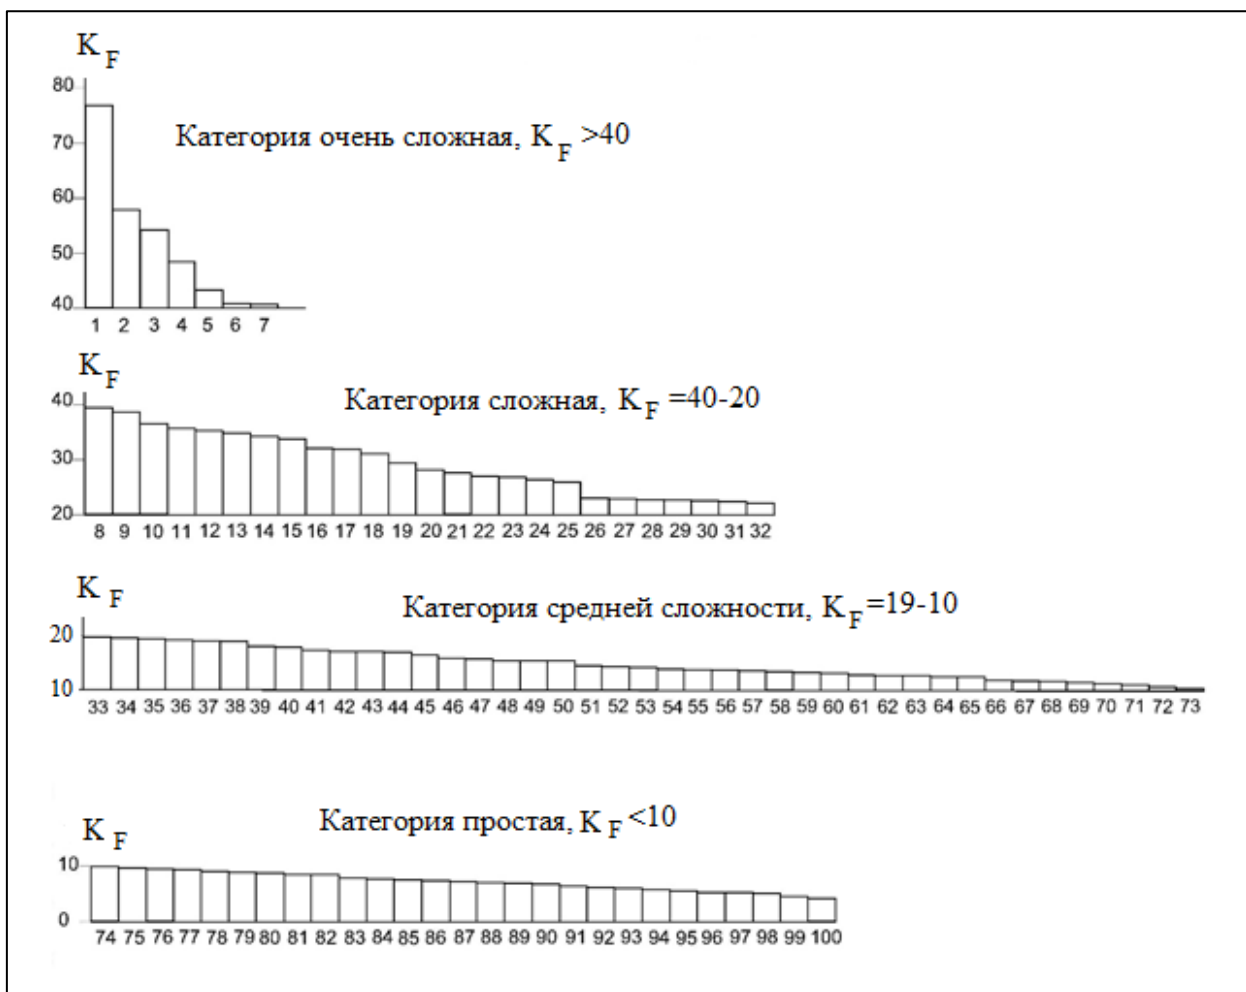 K F
80
Категория очень сложная, K F >40
70
60
50
40
1 2 3 4 5 6 7
K F
40
Категория сложная, K F =40-20
30
20
8 9 10 11 12 13 14 15 16 17 18 19 20 21 22 23 24 25 26 27 28 29 30 31 32
K F
Категория средней сложности, K F =19-10
20
10
33 34 35 36 37 38 39 40 41 42 43 44 45 46 47 48 49 50 51 52 53 54 55 56 57 58 59 60 61 62 63 64 65 66 67 68 69 70 71 72 73
Категория простая, K F <10
K F
10
0
74 75 76 77 78 79 80 81 82 83 84 85 86 87 88 89 90 91 92 93 94 95 96 97 98 99 100